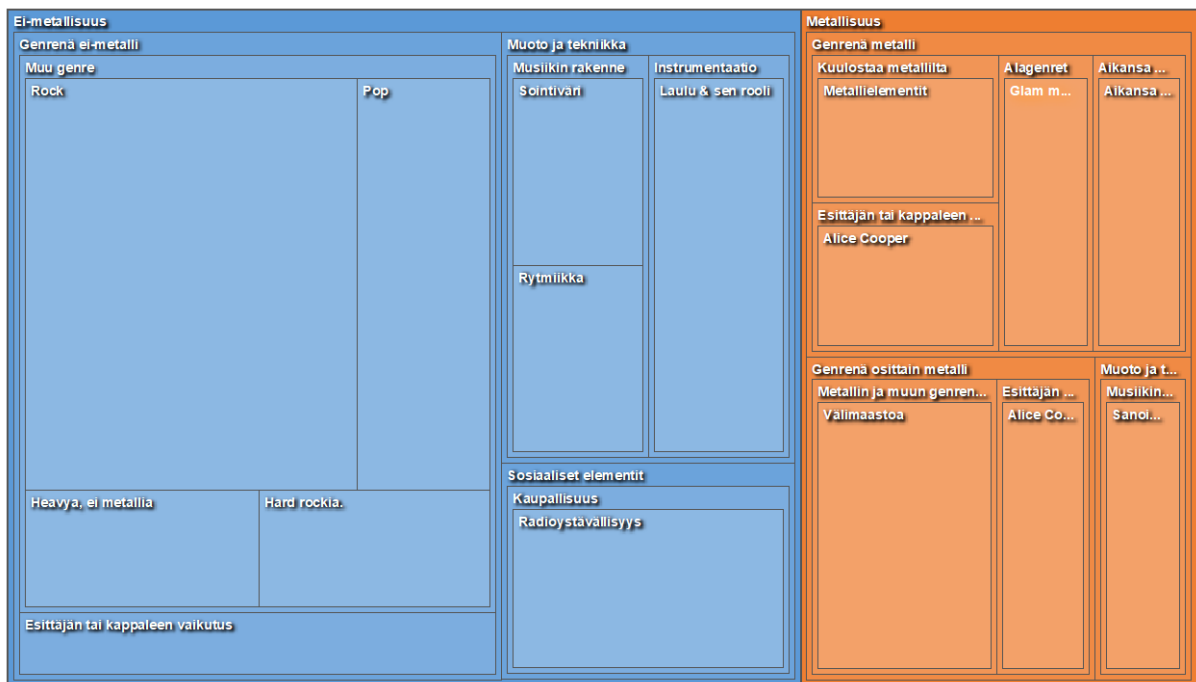 Ei-metallisuus
Genrenä ei-metalli
Muu genre
Rock
Pop
Heavya, ei metallia
Hard rockia.
Esittäjän tai kappaleen vaikutus
Muoto ja tekniikka
Musiikin rakenne
Sointiväri
Rytmiikka
Instrumentaatio
Laulu & sen rooli
Sosiaaliset elementit
Kaupallisuus
Radioystävällisyys
Metallisuus
Genrenä metalli
Kuulostaa metallilta
Metallielementit
Esittäjän tai kappaleen ...
Alice Cooper
Alagenret
Glam m...
Aikansa ...
Aikansa ...
Genrenä osittain metalli
Metallin ja muun genren...
Välimaastoa
Esittäjän ...
Alice Co...
Muoto ja t...
Musiikin...
Sanoi...